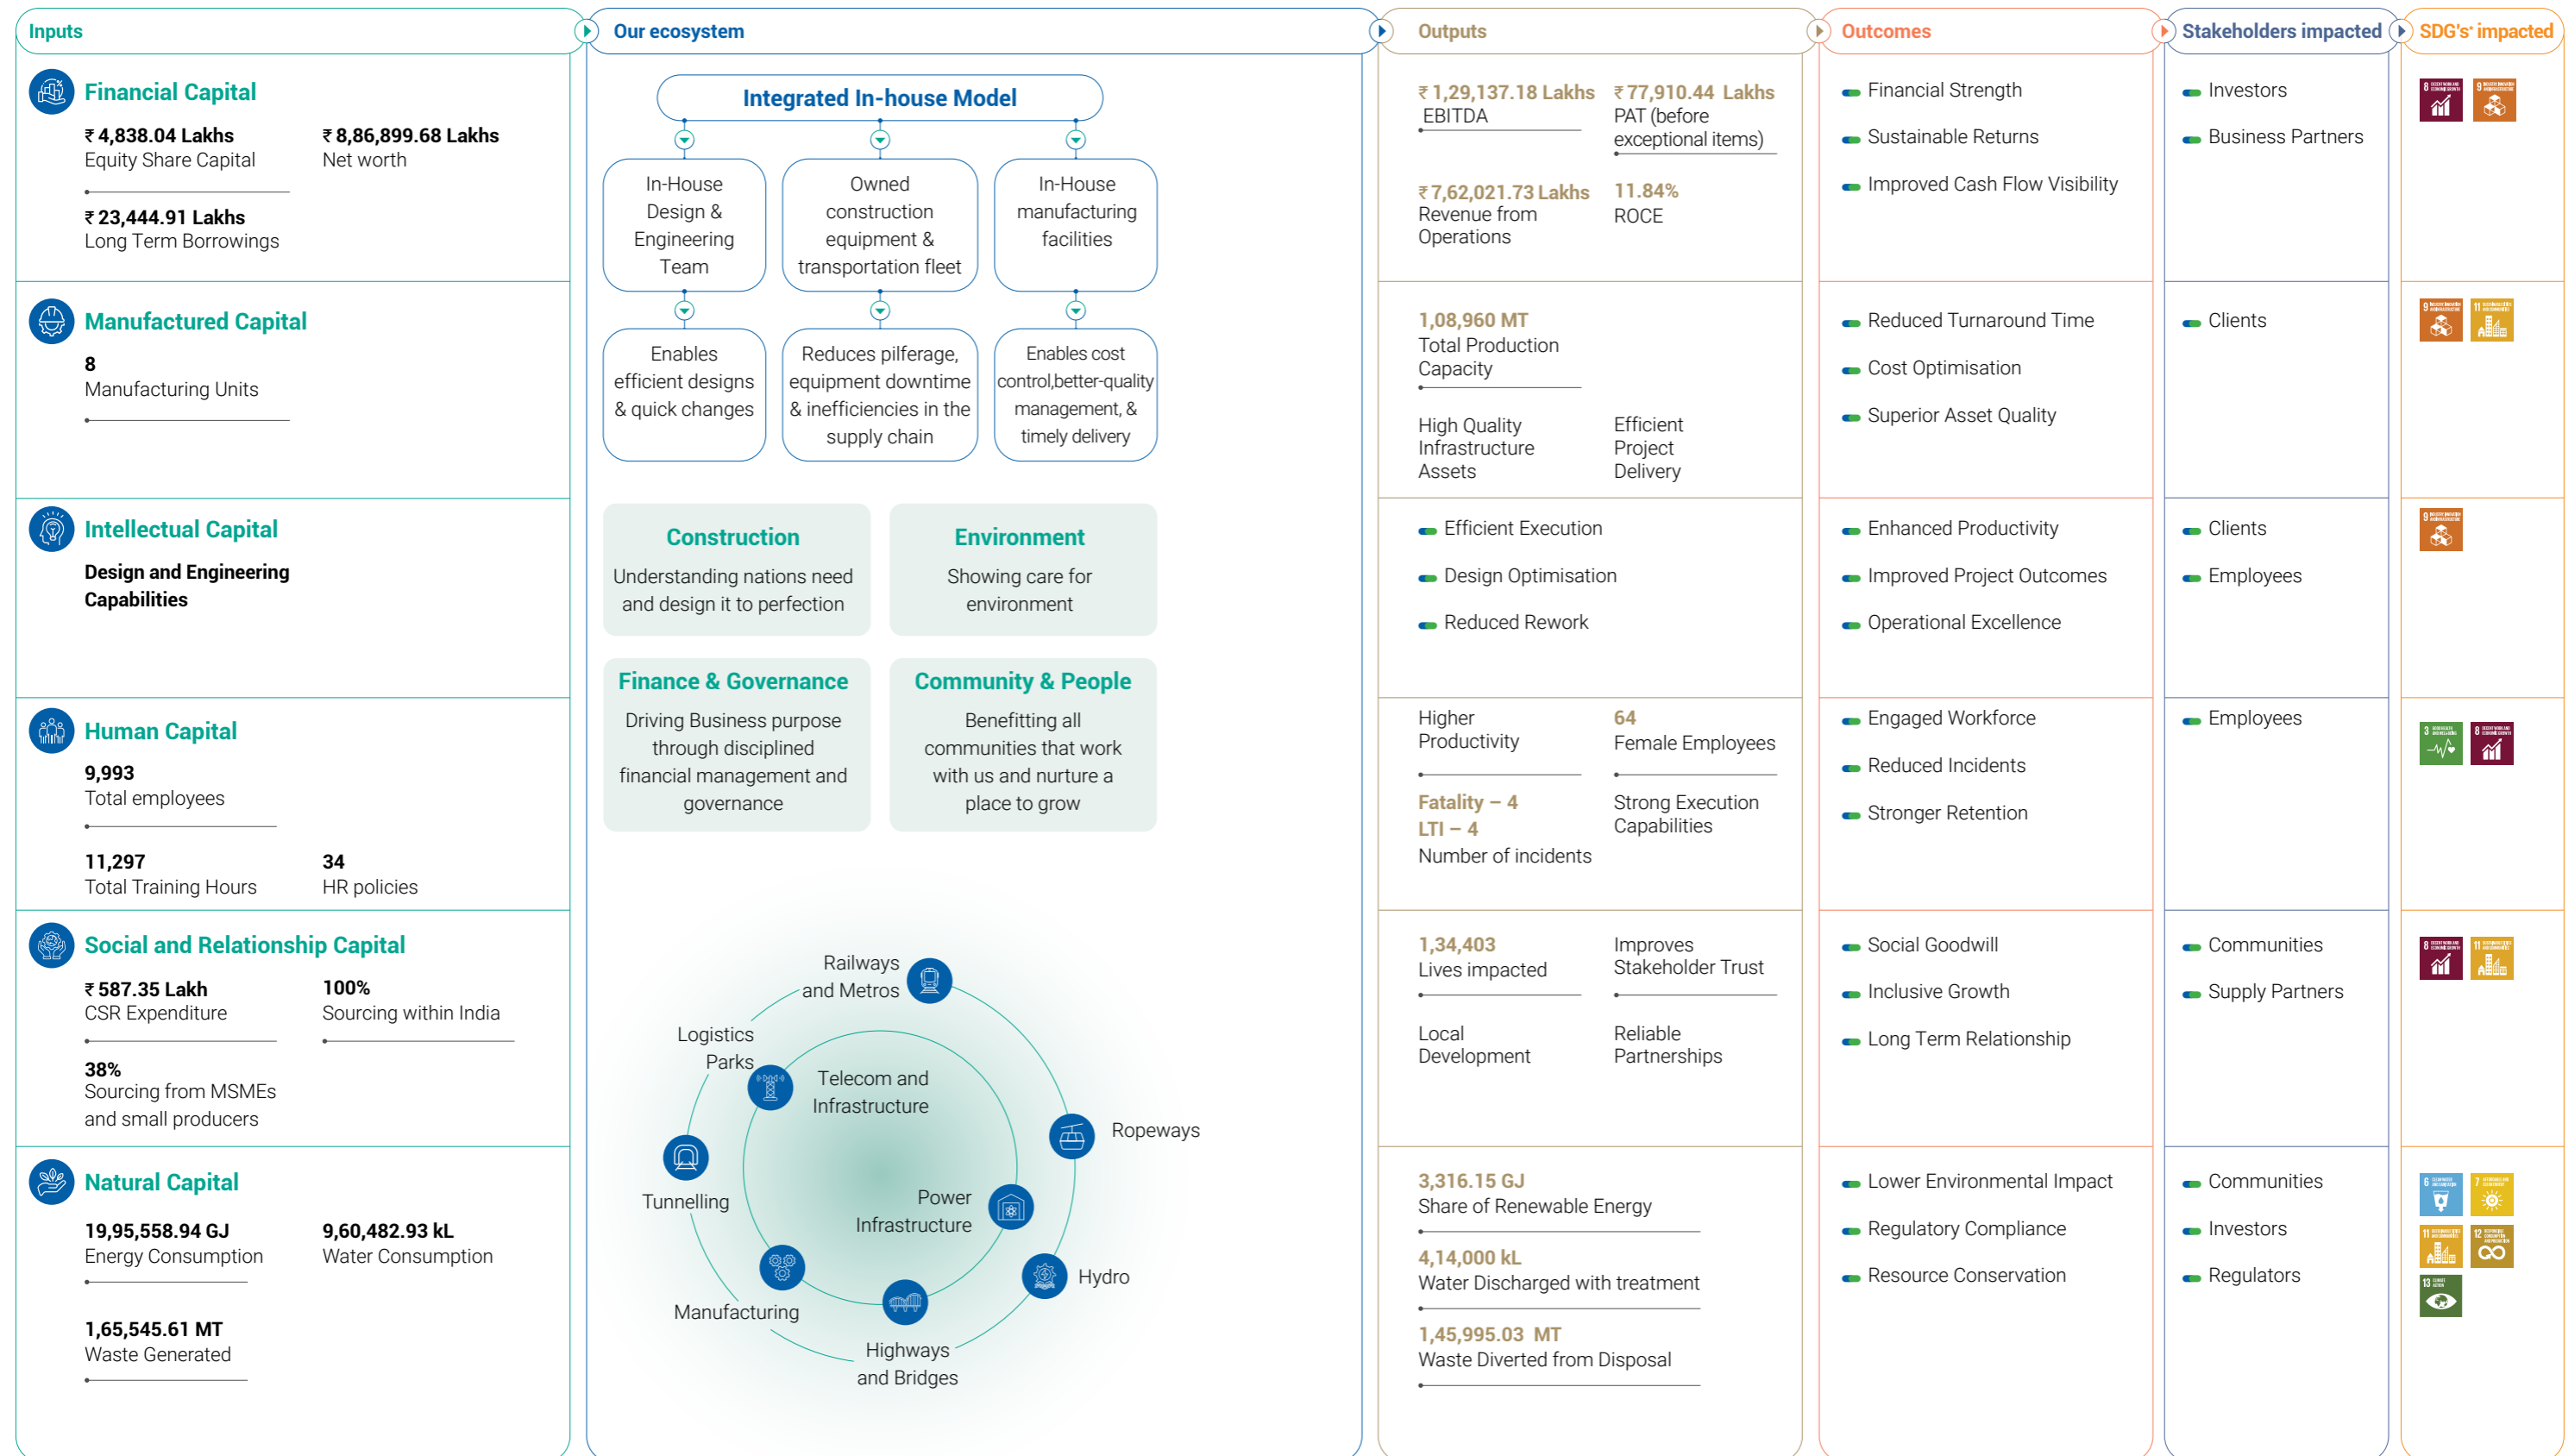 Inputs
Financial Capital
₹ 4,838.04 Lakhs
Equity Share Capital
₹ 8,86,899.68 Lakhs
Net worth
₹ 23,444.91 Lakhs
Long Term Borrowings
Manufactured Capital
8
Manufacturing Units
Intellectual Capital
Design and Engineering
Capabilities
Human Capital
9,993
Total employees
11,297
Total Training Hours
34
HR policies
Social and Relationship Capital
₹ 587.35 Lakh
CSR Expenditure
100%
Sourcing within India
38%
Sourcing from MSMEs
and small producers
Natural Capital
19,95,558.94 GJ
Energy Consumption
9,60,482.93 kL
Water Consumption
1,65,545.61 MT
Waste Generated
Our ecosystem
Integrated In-house Model
In-House
Design &
Engineering
Team
Owned
construction
equipment &
transportation fleet
In-House
manufacturing
facilities
Enables
efficient designs
& quick changes
Reduces pilferage,
equipment downtime
& inefficiencies in the
supply chain
Enables cost
control,better-quality
management, &
timely delivery
Construction
Understanding nations need
and design it to perfection
Environment
Showing care for
environment
Finance & Governance
Driving Business purpose
through disciplined
financial management and
governance
Community & People
Benefitting all
communities that work
with us and nurture a
place to grow
Railways
and Metros
Logistics
Parks
Telecom and
Infrastructure
Ropeways
Tunnelling
Power
Infrastructure
Hydro
Manufacturing
Highways
and Bridges
Outputs
₹ 1,29,137.18 Lakhs
EBITDA
₹ 77,910.44 Lakhs
PAT (before
exceptional items)
₹ 7,62,021.73 Lakhs
Revenue from
Operations
11.84%
ROCE
1,08,960 MT
Total Production
Capacity
High Quality
Infrastructure
Assets
Efficient
Project
Delivery
Efficient Execution
Design Optimisation
Reduced Rework
Higher
Productivity
64
Female Employees
Fatality – 4
LTI – 4
Number of incidents
Strong Execution
Capabilities
1,34,403
Lives impacted
Improves
Stakeholder Trust
Local
Development
Reliable
Partnerships
3,316.15 GJ
Share of Renewable Energy
4,14,000 kL
Water Discharged with treatment
1,45,995.03 MT
Waste Diverted from Disposal
Outcomes
Financial Strength
Sustainable Returns
Improved Cash Flow Visibility
Reduced Turnaround Time
Cost Optimisation
Superior Asset Quality
Enhanced Productivity
Improved Project Outcomes
Operational Excellence
Engaged Workforce
Reduced Incidents
Stronger Retention
Social Goodwill
Inclusive Growth
Long Term Relationship
Lower Environmental Impact
Regulatory Compliance
Resource Conservation
Stakeholders impacted
Investors
Business Partners
Clients
Clients
Employees
Employees
Communities
Supply Partners
Communities
Investors
Regulators
SDG's* impacted
8
9
9
11
9
3
8
8
11
6
7
11
12
13